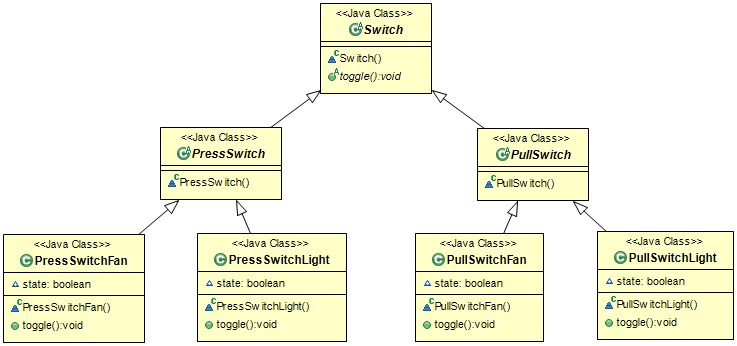 <<Java Class>>
Switch
Switch()
toggle():void
<<Java Class>>
PressSwitch
PressSwitch()
<<Java Class>>
PullSwitch
PullSwitch()
<<Java Class>>
PressSwitchFan
state: boolean
PressSwitchFan()
toggle():void
<<Java Class>>
PressSwitchLight
state: boolean
PressSwitchLight()
toggle():void
<<Java Class>>
PullSwitchFan
state: boolean
PullSwitchFan()
toggle():void
<<Java Class>>
PullSwitchLight
state: boolean
PullSwitchLight()
toggle():void